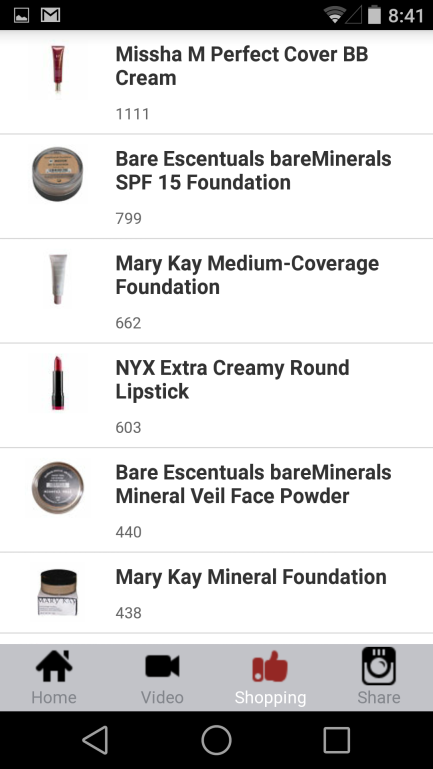 8:41
Missha M Perfect Cover BB
Cream
1111
Bare Escentuals bareMinerals
SPF 15 Foundation
799
Mary Kay Medium-Coverage
Foundation
662
NYX Extra Creamy Round
Lipstick
603
Bare Escentuals bareMinerals
Mineral Veil Face Powder
440
Mary Kay Mineral Foundation
MARY KAY
438
Home
Video
Shopping
Share